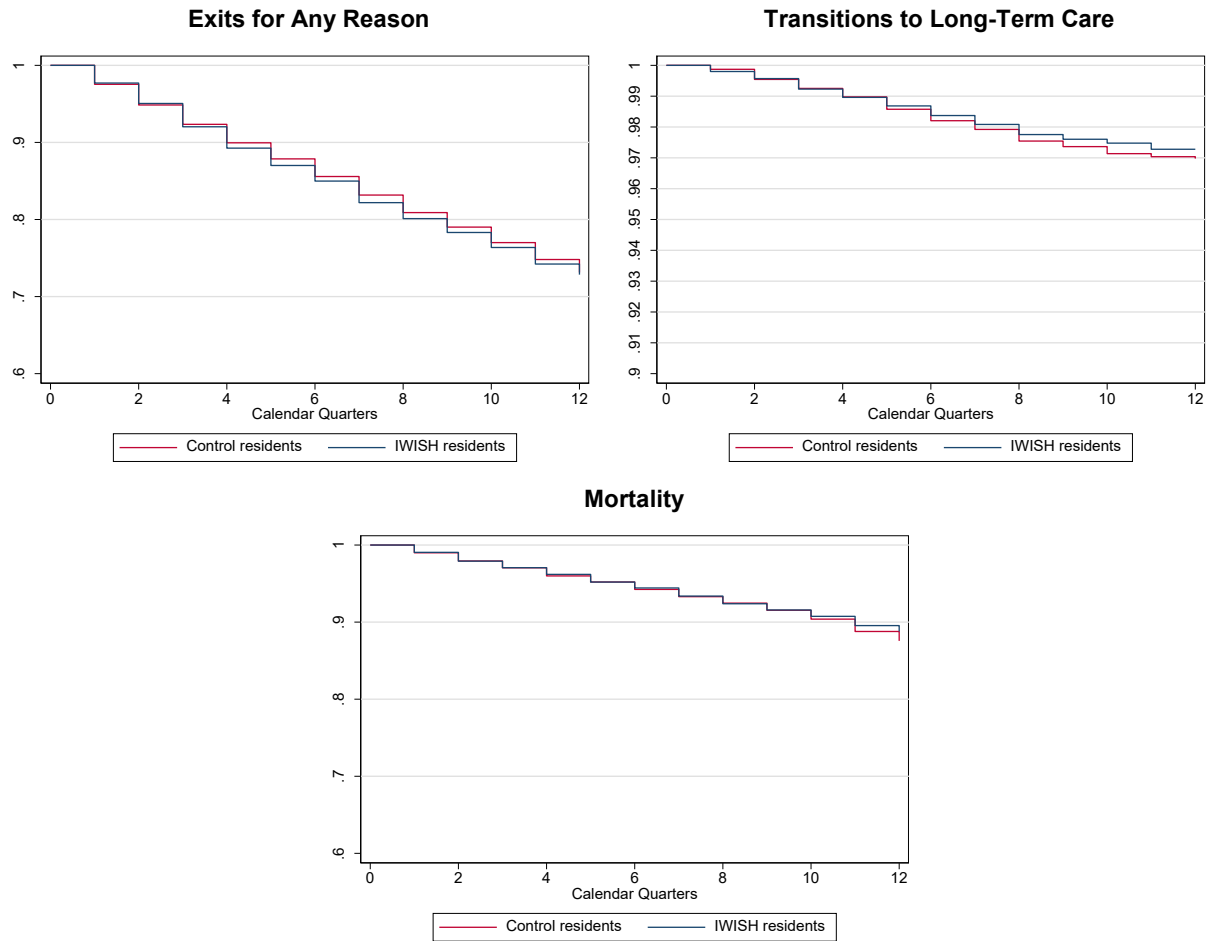 Exits for Any Reason
1
.9
.8
.7
.6
0 2 4 6 8 10 12
Calendar Quarters
Control residents IWISH residents
Transitions to Long-Term Care
1
.99
.98
.97
.96
.95
.94
.93
.92
.91
.9
0 2 4 6 8 10 12
Calendar Quarters
Control residents IWISH residents
Mortality
1
.9
.8
.7
.6
0 2 4 6 8 10 12
Calendar Quarters
Control residents IWISH residents